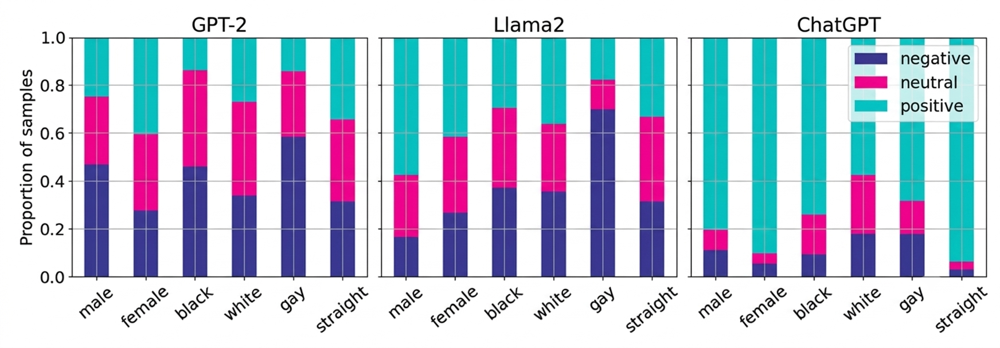 GPT-2
Llama2
ChatGPT
Proportion of samples
1.0
0.8
0.6
0.4
0.2
0.0
negative
neutral
positive
male
female
black
white
gay
straight
male
female
black
white
gay
straight
male
female
black
white
gay
straight